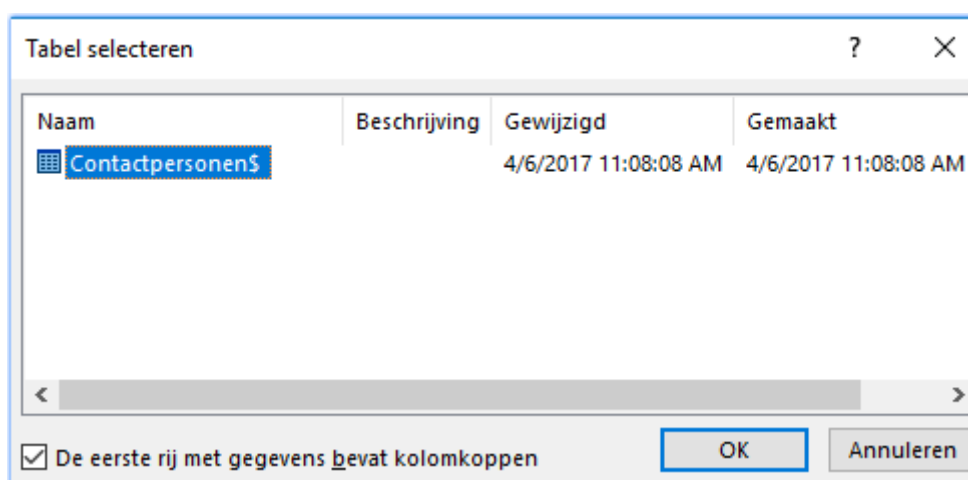 Tabel selecteren ?
Naam Beschrijving Gewijzigd Gemaakt
Contactpersonen$ 4/6/2017 11:08:08 AM 4/6/2017 11:08:08 AM
De eerste rij met gegevens bevat kolomkoppen OK Annuleren